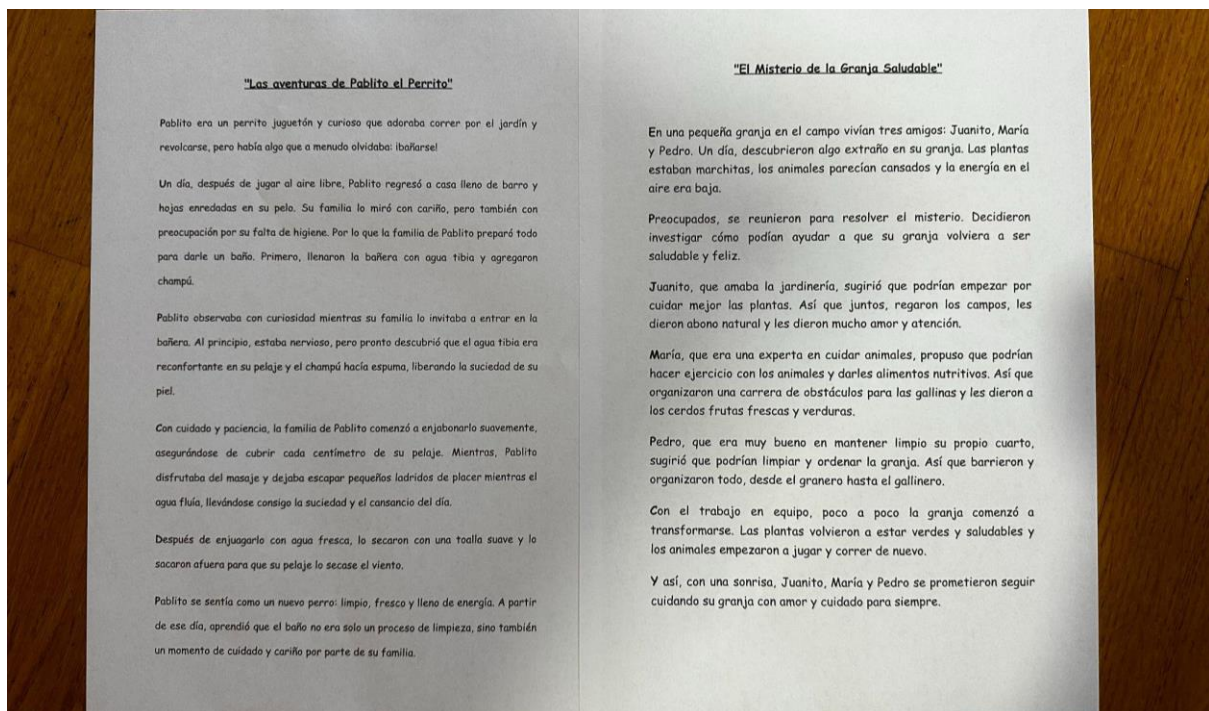 "Las aventuras de Pablito el Perrito"
Pablito era un perrito juguetón y curioso que adoraba correr por el jardín y
revolcarse, pero había algo que a menudo olvidaba: ¡bañarse!
Un día, después de jugar al aire libre, Pablito regresó a casa lleno de barro y
hojas enredadas en su pelo. Su familia lo miró con cariño, pero también con
preocupación por su falta de higiene. Por lo que la familia de Pablito preparó todo
para darle un baño. Primero, llenaron la bañera con agua tibia y agregaron
champú.
Pablito observaba con curiosidad mientras su familia lo invitaba a entrar en la
bañera. Al principio, estaba nervioso, pero pronto descubrió que el agua tibia era
reconfortante en su pelaje y el champú hacía espuma, liberando la suciedad de su
piel.
Con cuidado y paciencia, la familia de Pablito comenzó a enjabonarlo suavemente,
asegurándose de cubrir cada centímetro de su pelaje. Mientras, Pablito
disfrutaba del masaje y dejaba escapar pequeños ladridos de placer mientras el
agua fluía, llevándose consigo la suciedad y el cansancio del día.
Después de enjuagarlo con agua fresca, lo secaron con una toalla suave y lo
sacaron afuera para que su pelaje lo secase el viento.
Pablito se sentía como un nuevo perro: limpio, fresco y lleno de energía. A partir
de ese día, aprendió que el baño no era solo un proceso de limpieza, sino también
un momento de cuidado y cariño por parte de su familia.
"El Misterio de la Granja Saludable"
En una pequeña granja en el campo vivían tres amigos: Juanito, María
y Pedro. Un día, descubrieron algo extraño en su granja. Las plantas
estaban marchitas, los animales parecían cansados y la energía en el
aire era baja.
Preocupados, se reunieron para resolver el misterio. Decidieron
investigar cómo podían ayudar a que su granja volviera a ser
saludable y feliz.
Juanito, que amaba la jardinería, sugirió que podrían empezar por
cuidar mejor las plantas. Así que juntos, regaron los campos, les
dieron abono natural y les dieron mucho amor y atención.
María, que era una experta en cuidar animales, propuso que podrían
hacer ejercicio con los animales y darles alimentos nutritivos. Así que
organizaron una carrera de obstáculos para las gallinas y les dieron a
los cerdos frutas frescas y verduras.
Pedro, que era muy bueno en mantener limpio su propio cuarto,
sugirió que podrían limpiar y ordenar la granja. Así que barrieron y
organizaron todo, desde el granero hasta el gallinero.
Con el trabajo en equipo, poco a poco la granja comenzó a
transformarse. Las plantas volvieron a estar verdes y saludables y
los animales empezaron a jugar y correr de nuevo.
Y así, con una sonrisa, Juanito, María y Pedro se prometieron seguir
cuidando su granja con amor y cuidado para siempre.